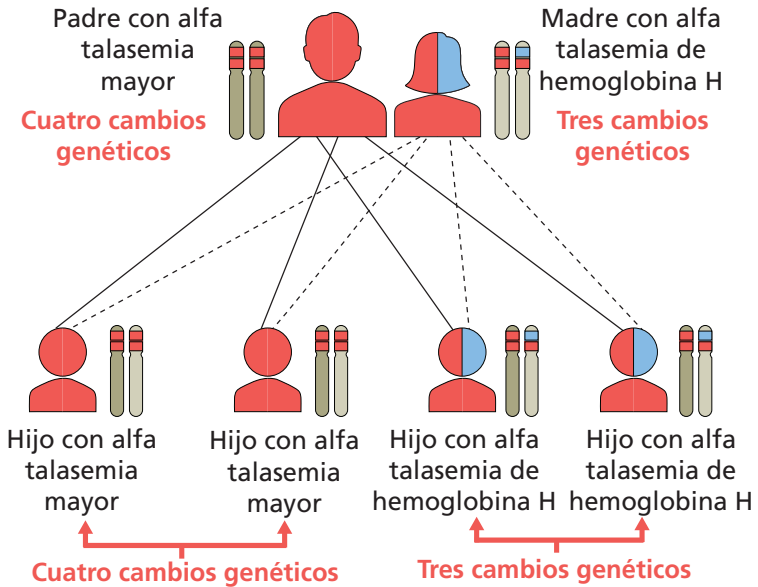 Padre con alfa
talasemia
mayor
Cuatro cambios
genéticos
Madre con alfa
talasemia de
hemoglobina H
Tres cambios
genéticos
Hijo con alfa
talasemia
mayor
Hijo con alfa
talasemia
mayor
Hijo con alfa
talasemia de
hemoglobina H
Hijo con alfa
talasemia de
hemoglobina H
Cuatro cambios genéticos
Tres cambios genéticos